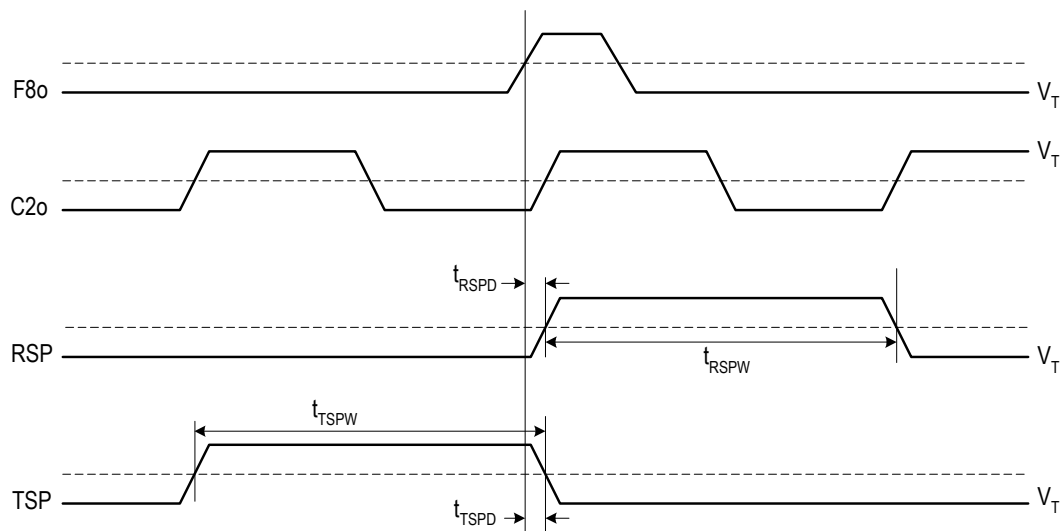 F8o
V_T
C2o
V_T
t_RSPD
RSP
t_RSPW
V_T
t_TSPW
TSP
t_TSPD
V_T